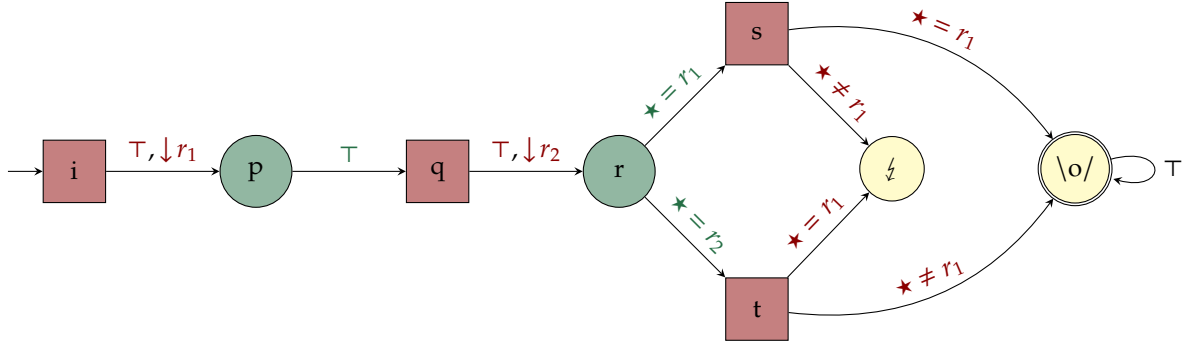 s
★ = r₁
★ = r₁
★ ≠ r₁
i
⊤, ↓r₁
p
⊤
q
⊤, ↓r₂
r
↯
\o/
⊤
★ = r₂
★ = r₁
★ ≠ r₁
t